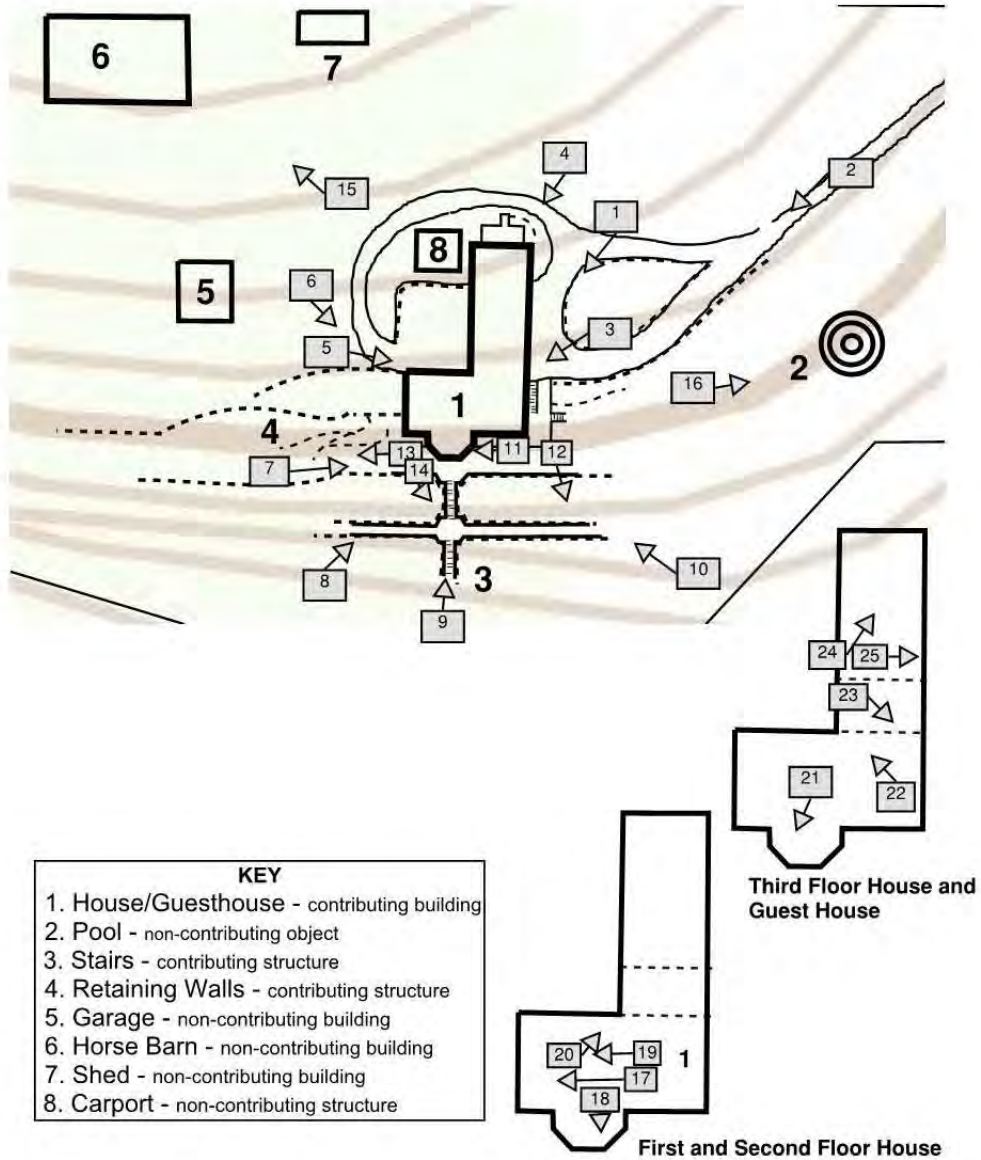 6
7
4
2
15
1
8
5
6
3
5
2
16
1
4
13
11
12
7
14
8
3
10
9
24
25
23
21
22
Third Floor House and
Guest House
KEY
1. House/Guesthouse - contributing building
2. Pool - non-contributing object
3. Stairs - contributing structure
4. Retaining Walls - contributing structure
5. Garage - non-contributing building
6. Horse Barn - non-contributing building
7. Shed - non-contributing building
8. Carport - non-contributing structure
20
19
1
17
18
First and Second Floor House